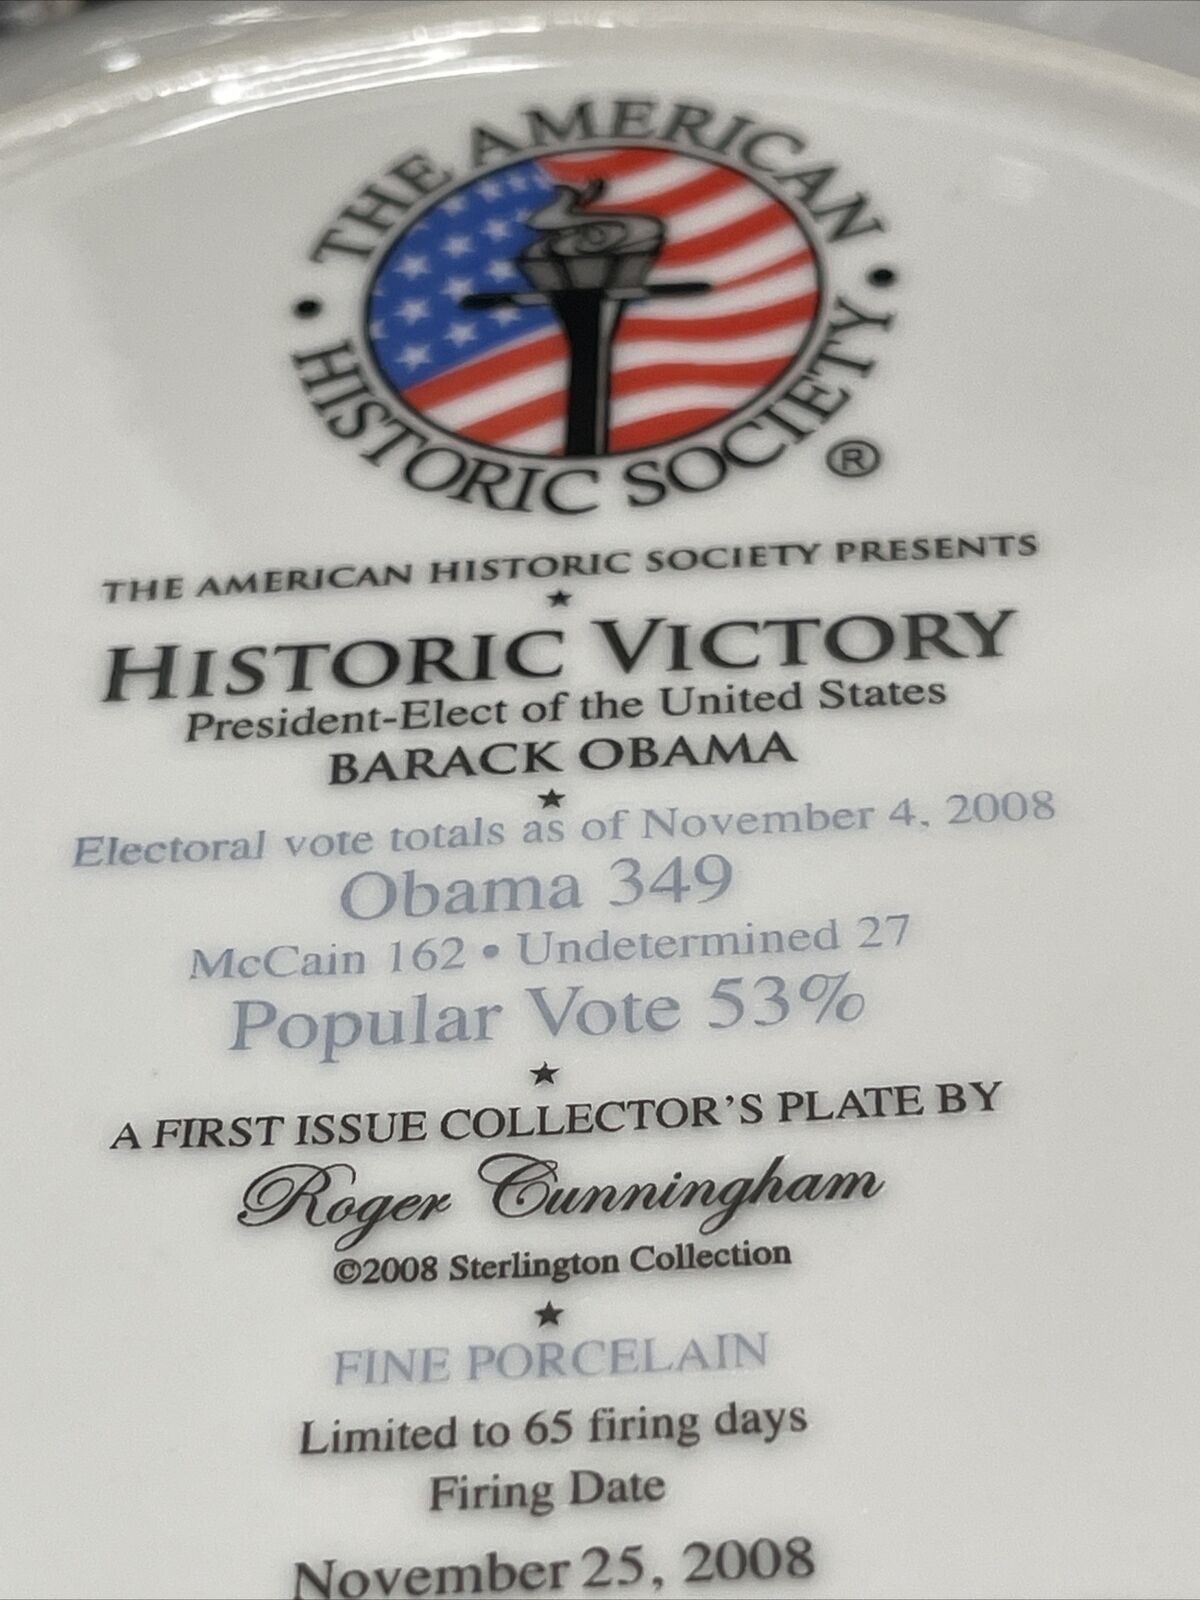 THE AMERICAN
• HISTORIC SOCIETY •
®
THE AMERICAN HISTORIC SOCIETY PRESENTS
★
HISTORIC VICTORY
President-Elect of the United States
BARACK OBAMA
★
Electoral vote totals as of November 4, 2008
Obama 349
McCain 162 • Undetermined 27
Popular Vote 53%
★
A FIRST ISSUE COLLECTOR'S PLATE BY
Roger Cunningham
©2008 Sterlington Collection
★
FINE PORCELAIN
Limited to 65 firing days
Firing Date
November 25, 2008